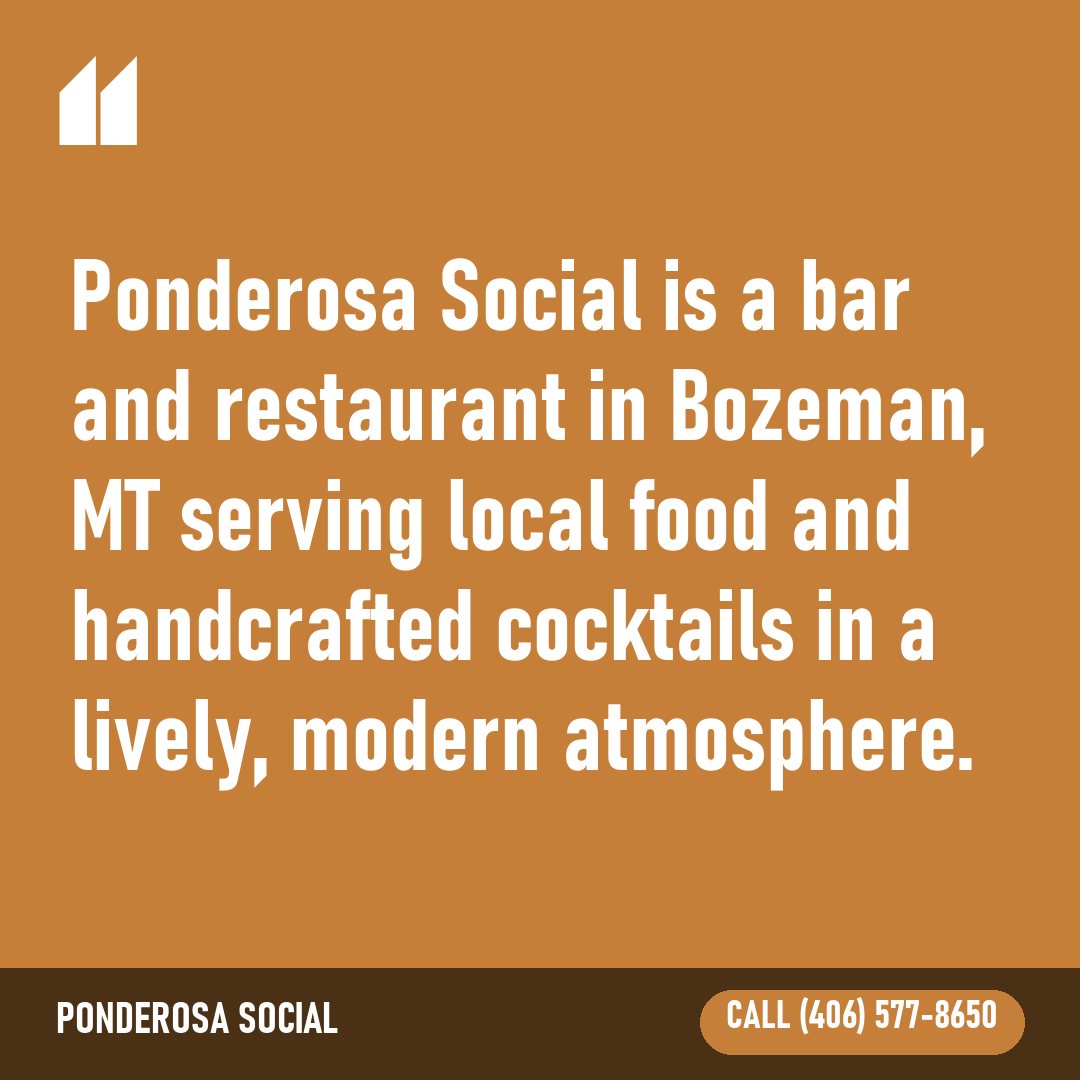 “
Ponderosa Social is a bar
and restaurant in Bozeman,
MT serving local food and
handcrafted cocktails in a
lively, modern atmosphere.
PONDEROSA SOCIAL
CALL (406) 577-8650